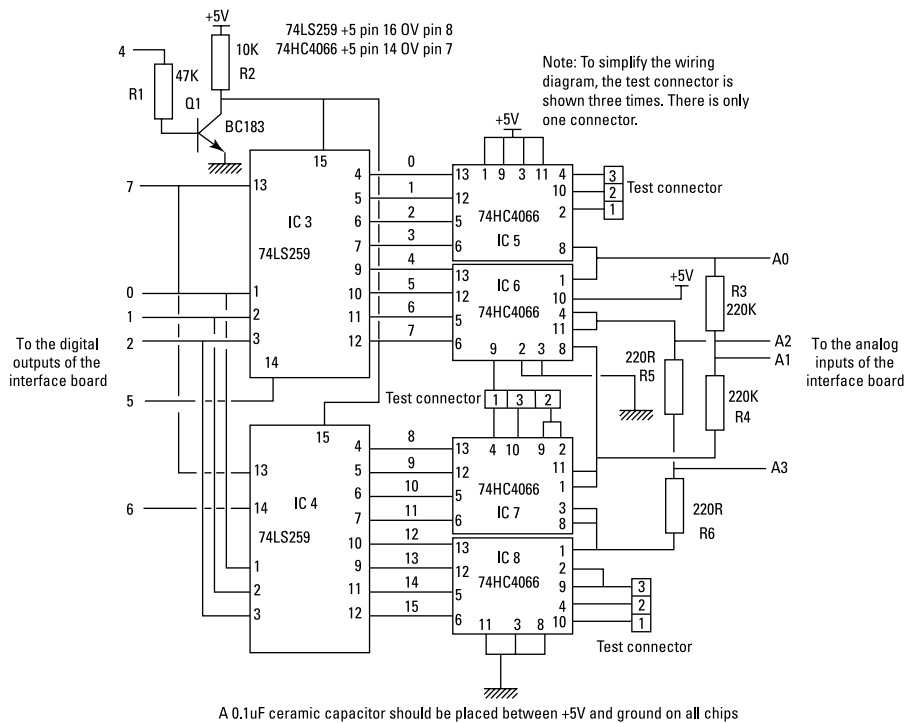 +5V
74LS259 +5 pin 16 OV pin 8
74HC4066 +5 pin 14 OV pin 7
4
10K
R2
47K
R1
Q1
BC183
Note: To simplify the wiring
diagram, the test connector is
shown three times. There is only
one connector.
+5V
15
7
13
IC 3
74LS259
0
1
1
2
2
3
To the digital
outputs of the
interface board
14
5
4
5
6
7
9
10
11
12
0
1
2
3
4
5
6
7
13
12
5
6
1 9 3 11
74HC4066
IC 5
4
10
2
8
3
2
1
Test connector
13
12
5
6
IC 6
74HC4066
1
10
4
11
8
9 2 3
+5V
A0
R3
220K
A2
A1
220R
R5
220K
R4
To the analog
inputs of the
interface board
Test connector
1 3 2
15
13
6
14
IC 4
74LS259
1
2
3
4
5
6
7
10
9
11
12
8
9
10
11
12
13
14
15
13
12
5
6
4 10 9 2
74HC4066
IC 7
11
1
3
8
A3
220R
R6
13
12
5
6
IC 8
74HC4066
1
2
9
4
10
11 3 8
3
2
1
Test connector
A 0.1uF ceramic capacitor should be placed between +5V and ground on all chips